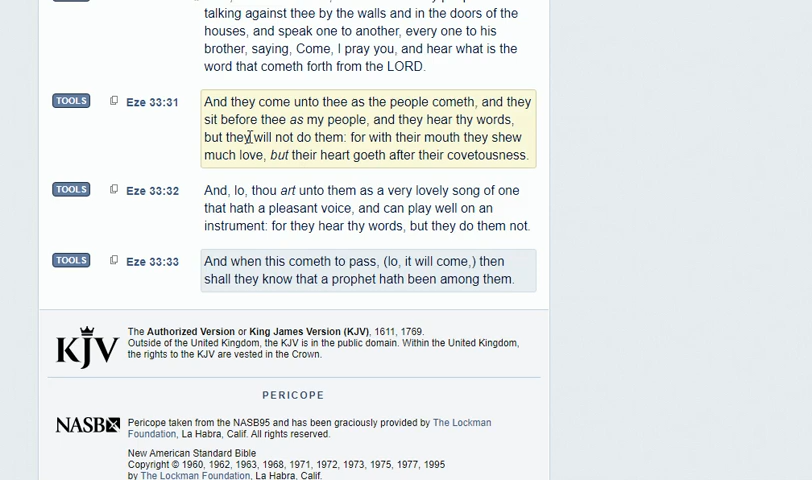 talking against thee by the walls and in the doors of the
houses, and speak one to another, every one to his
brother, saying, Come, I pray you, and hear what is the
word that cometh forth from the LORD.
TOOLS Eze 33:31 And they come unto thee as the people cometh, and they
sit before thee as my people, and they hear thy words,
but they will not do them: for with their mouth they shew
much love, but their heart goeth after their covetousness.
TOOLS Eze 33:32 And, lo, thou art unto them as a very lovely song of one
that hath a pleasant voice, and can play well on an
instrument: for they hear thy words, but they do them not.
TOOLS Eze 33:33 And when this cometh to pass, (lo, it will come,) then
shall they know that a prophet hath been among them.
KJV
The Authorized Version or King James Version (KJV), 1611, 1769.
Outside of the United Kingdom, the KJV is in the public domain. Within the United Kingdom,
the rights to the KJV are vested in the Crown.
PERICOPE
NASB
Pericope taken from the NASB95 and has been graciously provided by The Lockman
Foundation, La Habra, Calif. All rights reserved.
New American Standard Bible
Copyright © 1960, 1962, 1963, 1968, 1971, 1972, 1973, 1975, 1977, 1995
by The Lockman Foundation, La Habra, Calif.